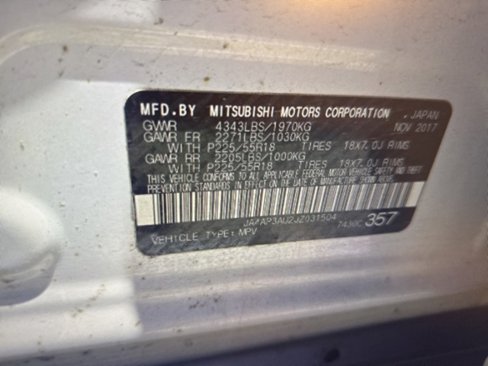 MFD.BY MITSUBISHI MOTORS CORPORATION . JAPAN
GVWR 4343LBS/1970KG NOV 2017
GAWR FR 2271LBS/1030KG
WITH P225/55R18 TIRES 18X7.0J RIMS
GAWR RR 2205LBS/1000KG
WITH P225/55R18 TIRES 18X7.0J RIMS
THIS VEHICLE CONFORMS TO ALL APPLICABLE FEDERAL MOTOR VEHICLE SAFETY AND THEFT
PREVENTION STANDARDS IN EFFECT ON THE DATE OF MANUFACTURE SHOWN ABOVE.
VEHICLE TYPE: MPV 357